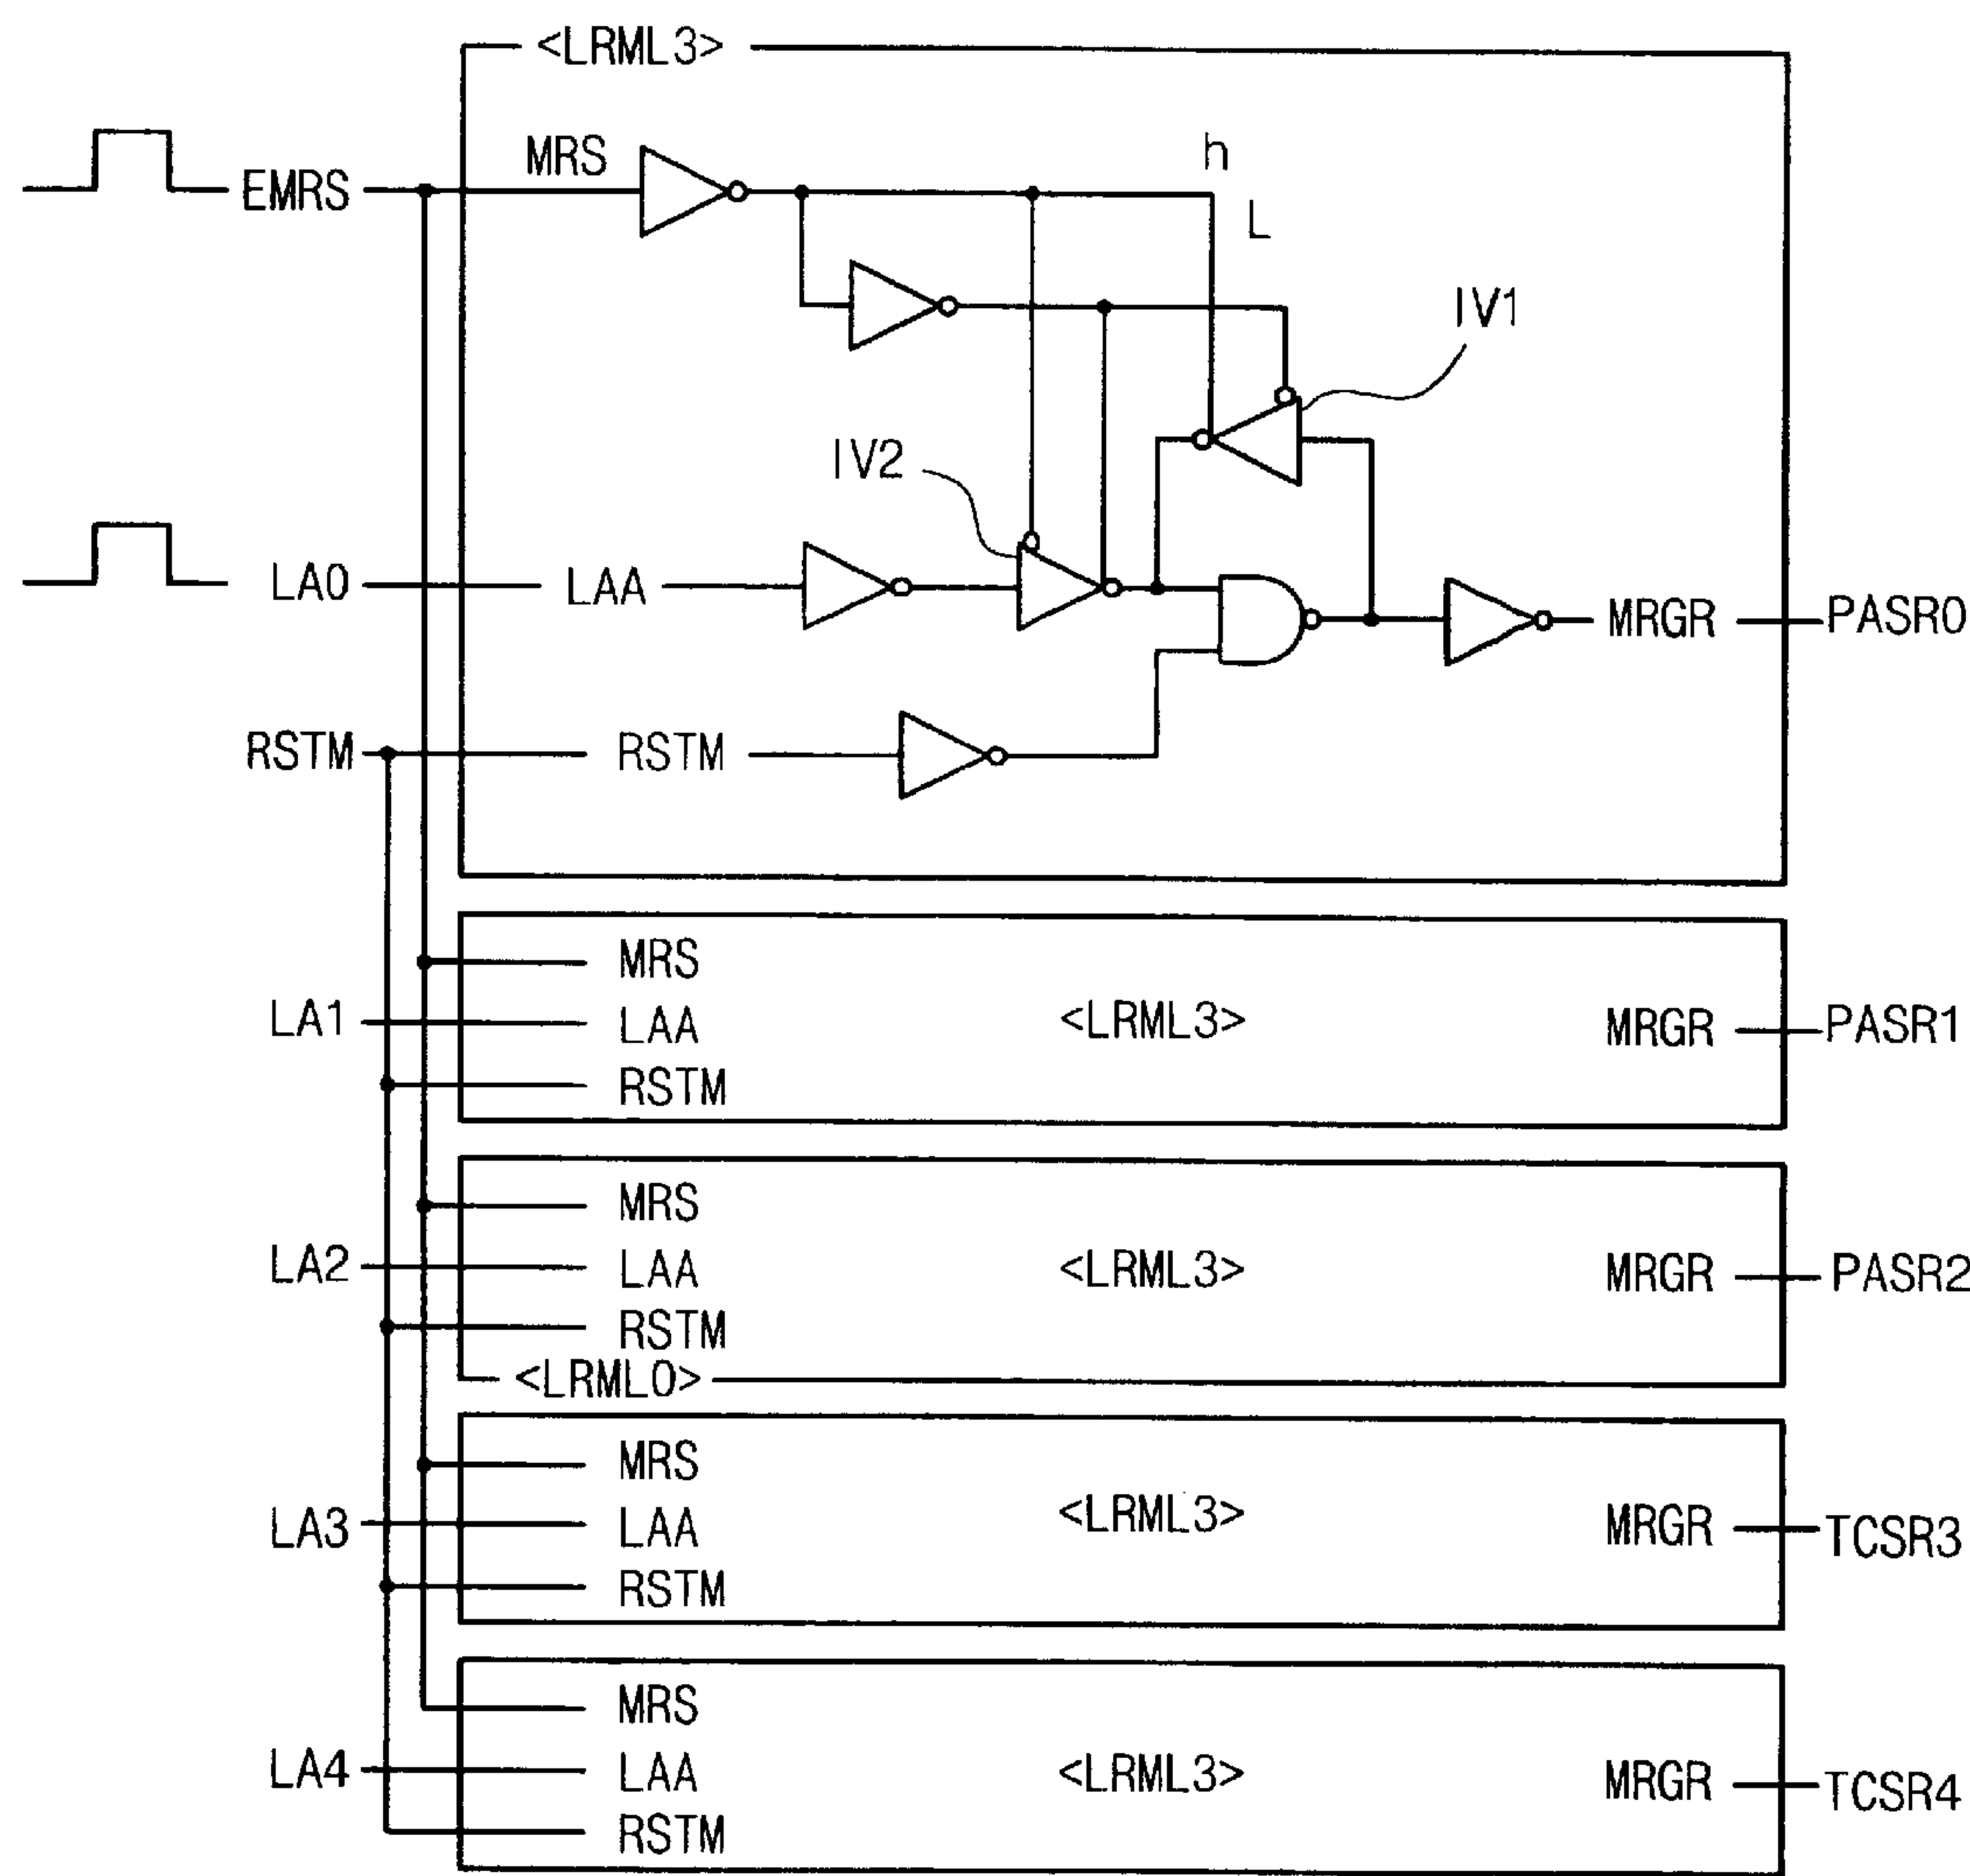 <LRML3>
EMRS MRS h
L
IV1
IV2
LA0 LAA MRGR PASR0
RSTM RSTM
MRS
LA1 LAA <LRML3> MRGR PASR1
RSTM
MRS
LA2 LAA <LRML3> MRGR PASR2
RSTM
<LRML0>
MRS
LA3 LAA <LRML3> MRGR TCSR3
RSTM
MRS
LA4 LAA <LRML3> MRGR TCSR4
RSTM